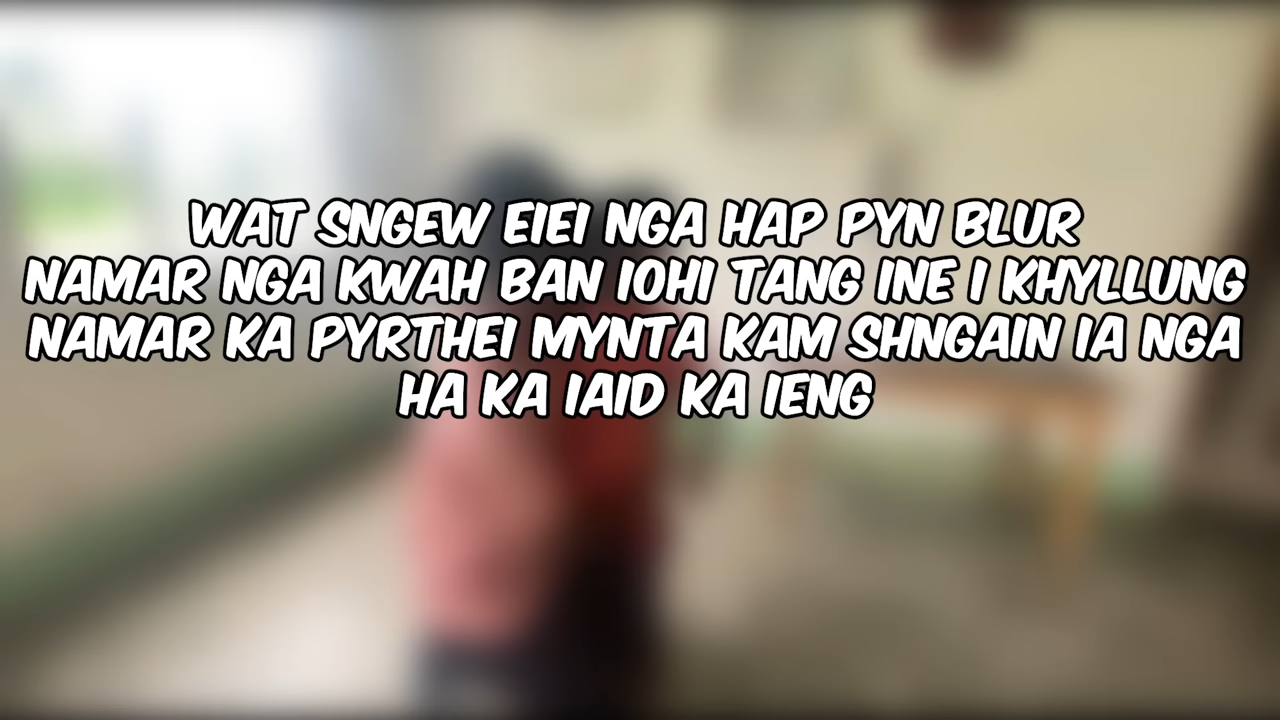 WAT SNGEW EIEI NGA HAP PYN BLUR
NAMAR NGA KWAH BAN IOHI TANG INE I KHYLLUNG
NAMAR KA PYRTHEI MYNTA KAM SHNGAIN IA NGA
HA KA IAID KA IENG